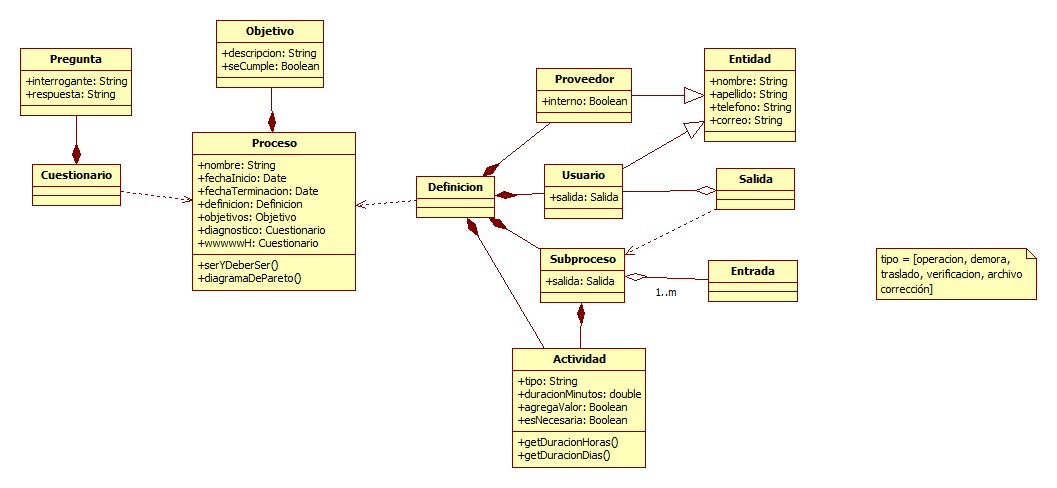 Pregunta
+interrogante: String
+respuesta: String
Cuestionario
Objetivo
+descripcion: String
+seCumple: Boolean
Proceso
+nombre: String
+fechaInicio: Date
+fechaTerminacion: Date
+definicion: Definicion
+objetivos: Objetivo
+diagnostico: Cuestionario
+wwwwwH: Cuestionario
+serYDeberSer()
+diagramaDePareto()
Definicion
Proveedor
+interno: Boolean
Entidad
+nombre: String
+apellido: String
+telefono: String
+correo: String
Usuario
+salida: Salida
Salida
Subproceso
+salida: Salida
1..m
Entrada
Actividad
+tipo: String
+duracionMinutos: double
+agregaValor: Boolean
+esNecesaria: Boolean
+getDuracionHoras()
+getDuracionDias()
tipo = [operacion, demora,
traslado, verificacion, archivo
corrección]